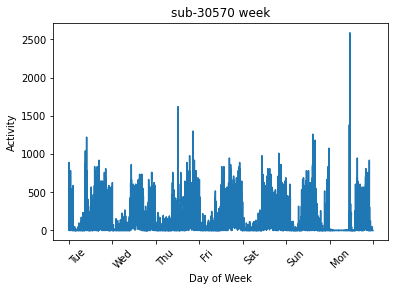 sub-30570 week
2500
2000
1500
1000
500
0
Activity
Tue
Wed
Thu
Fri
Sat
Sun
Mon
Day of Week